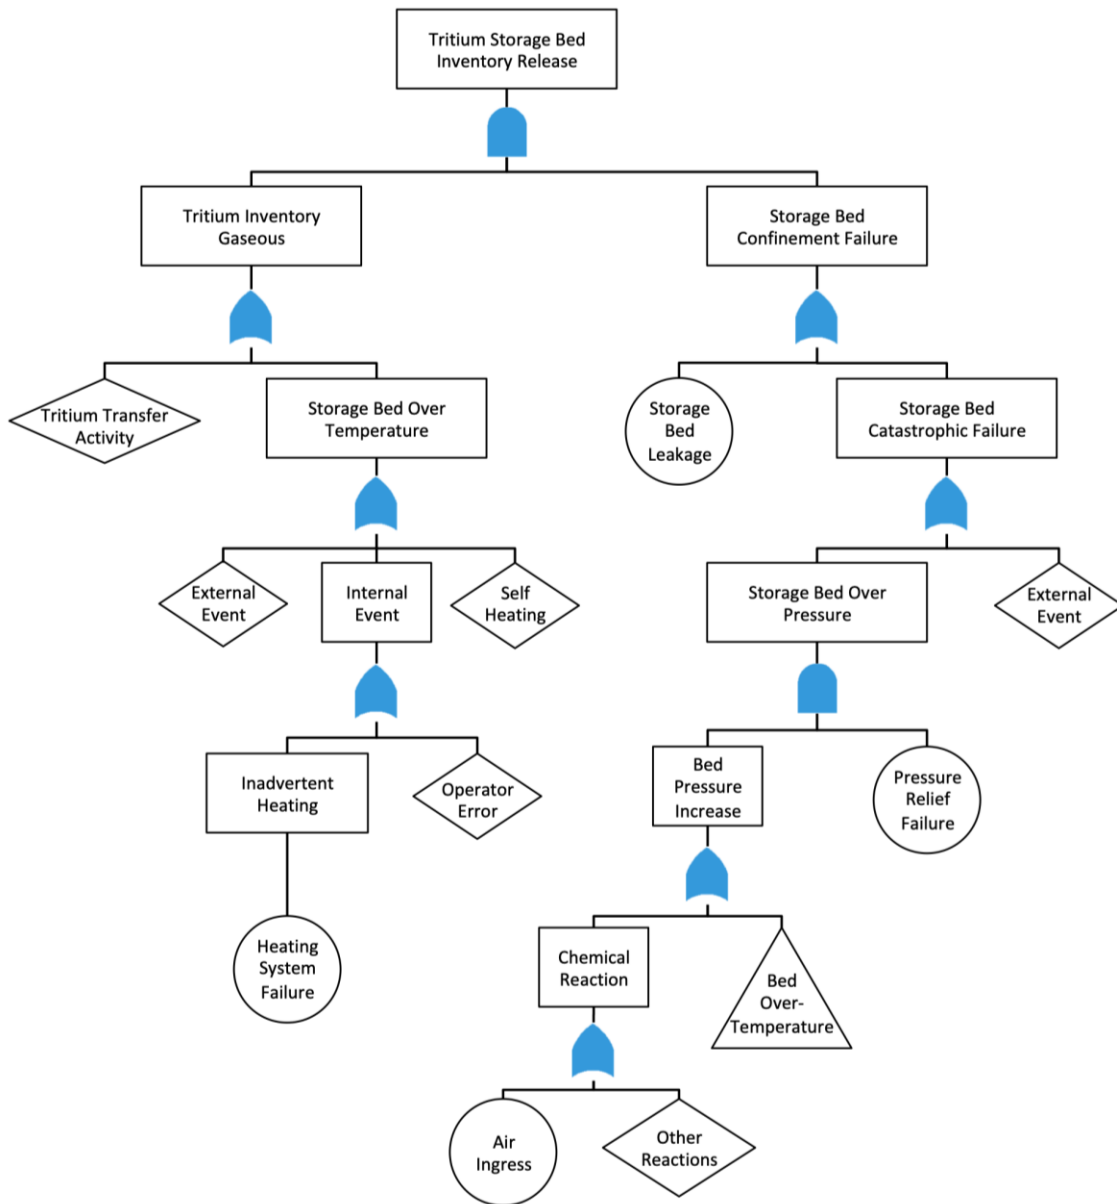 Tritium Storage Bed
Inventory Release
Tritium Inventory
Gaseous
Storage Bed
Confinement Failure
Tritium Transfer
Activity
Storage Bed Over
Temperature
Storage
Bed
Leakage
Storage Bed
Catastrophic Failure
External
Event
Internal
Event
Self
Heating
Storage Bed Over
Pressure
External
Event
Inadvertent
Heating
Operator
Error
Bed
Pressure
Increase
Pressure
Relief
Failure
Heating
System
Failure
Chemical
Reaction
Bed
Over-
Temperature
Air
Ingress
Other
Reactions